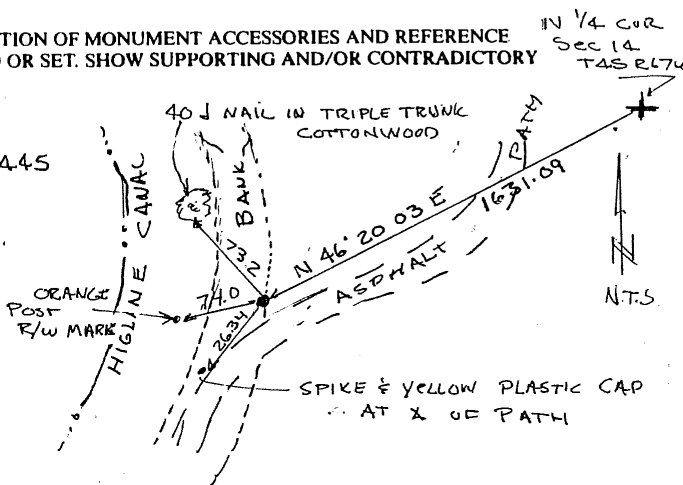 TION OF MONUMENT ACCESSORIES AND REFERENCE
OR SET. SHOW SUPPORTING AND/OR CONTRADICTORY
N 1/4 COR
SEC 14
T4S R67W
40 d NAIL IN TRIPLE TRUNK
COTTONWOOD
445
PATH
HIGLINE CANAL
BANK
N 46° 20 03 E
1631.09
73.2
ASPHALT
74.0
ORANGE
POST
R/W MARK
26.34
N
N.T.S.
SPIKE & YELLOW PLASTIC CAP
AT OF PATH